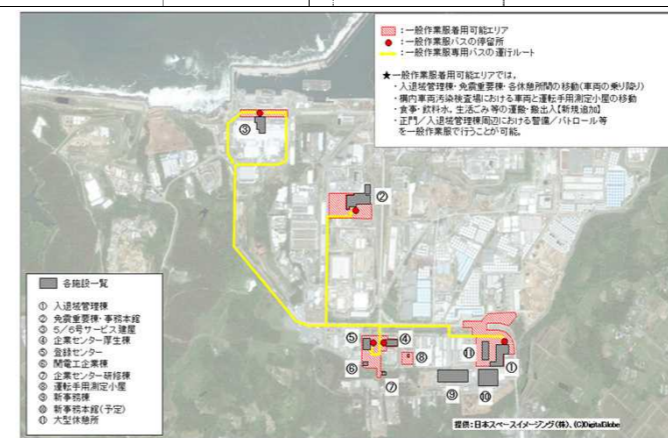 ：一般作業服着用可能エリア
：一般作業服バスの停留所
：一般作業服専用バスの運行ルート
★一般作業服着用可能エリアでは、
・入退域管理棟・免震重要棟・各休憩所間の移動（車両の乗り降り）
・構内車両汚染検査場における車両と運転手用測定小屋の移動
・食事・飲料水、生活ごみ等の運搬・搬出入【新規追加】
・正門／入退域管理棟周辺における警備／パトロール等
を一般作業服で行うことが可能。
③
②
⑤ ④
⑥ ⑧
⑦
⑪ ①
⑨ ⑩
各施設一覧
① 入退域管理棟
② 免震重要棟・事務本館
③ 5／6号サービス建屋
④ 企業センター厚生棟
⑤ 登録センター
⑥ 関電工企業棟
⑦ 企業センター研修棟
⑧ 運転手用測定小屋
⑨ 新事務棟
⑩ 新事務本館（予定）
⑪ 大型休憩所
提供：日本スペースイメージング（株）、(C)DigitalGlobe